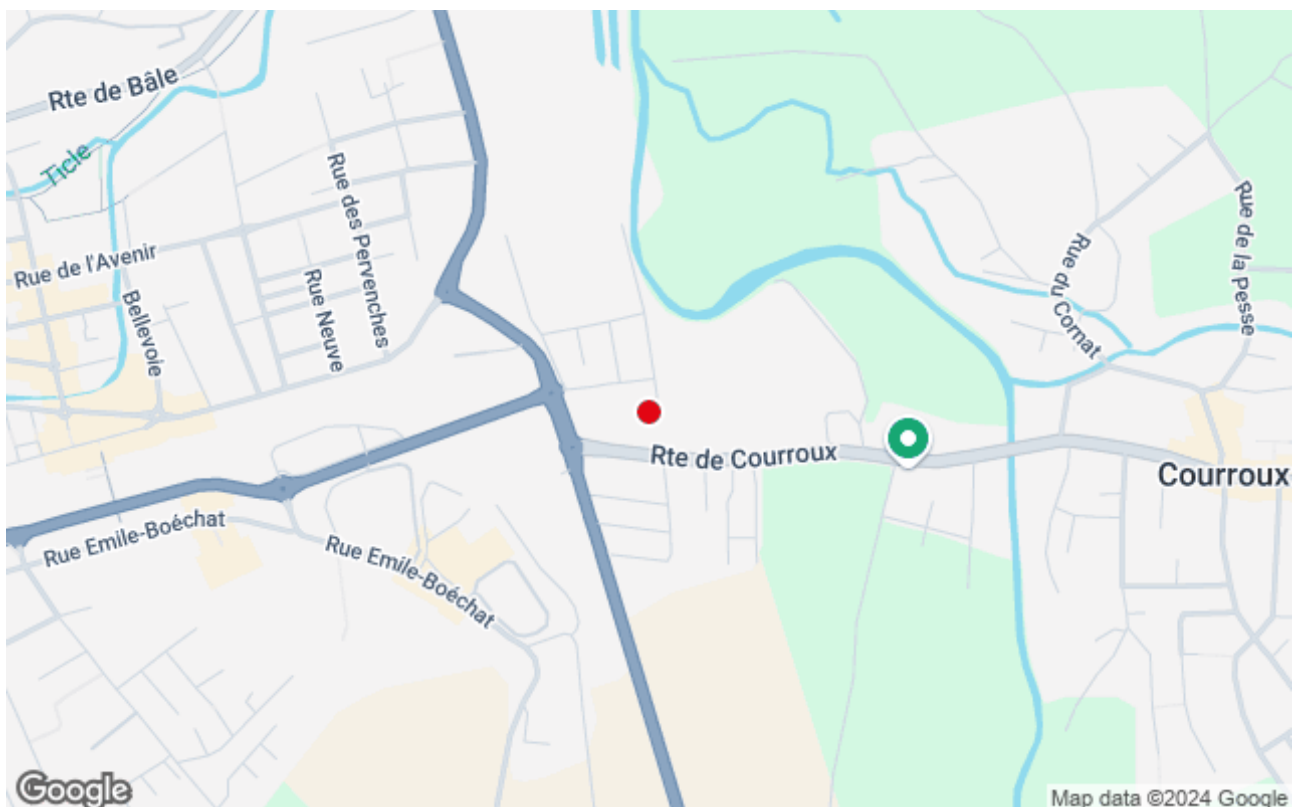 Rte de Bâle
Ticle
Rue des Pervenches
Rue de l'Avenir
Rue Neuve
Bellevoie
Rue du Cornat
Rue de la Pesse
Rte de Courroux
Courroux
Rue Emile-Boéchat
Rue Emile-Boéchat
Google
Map data ©2024 Google